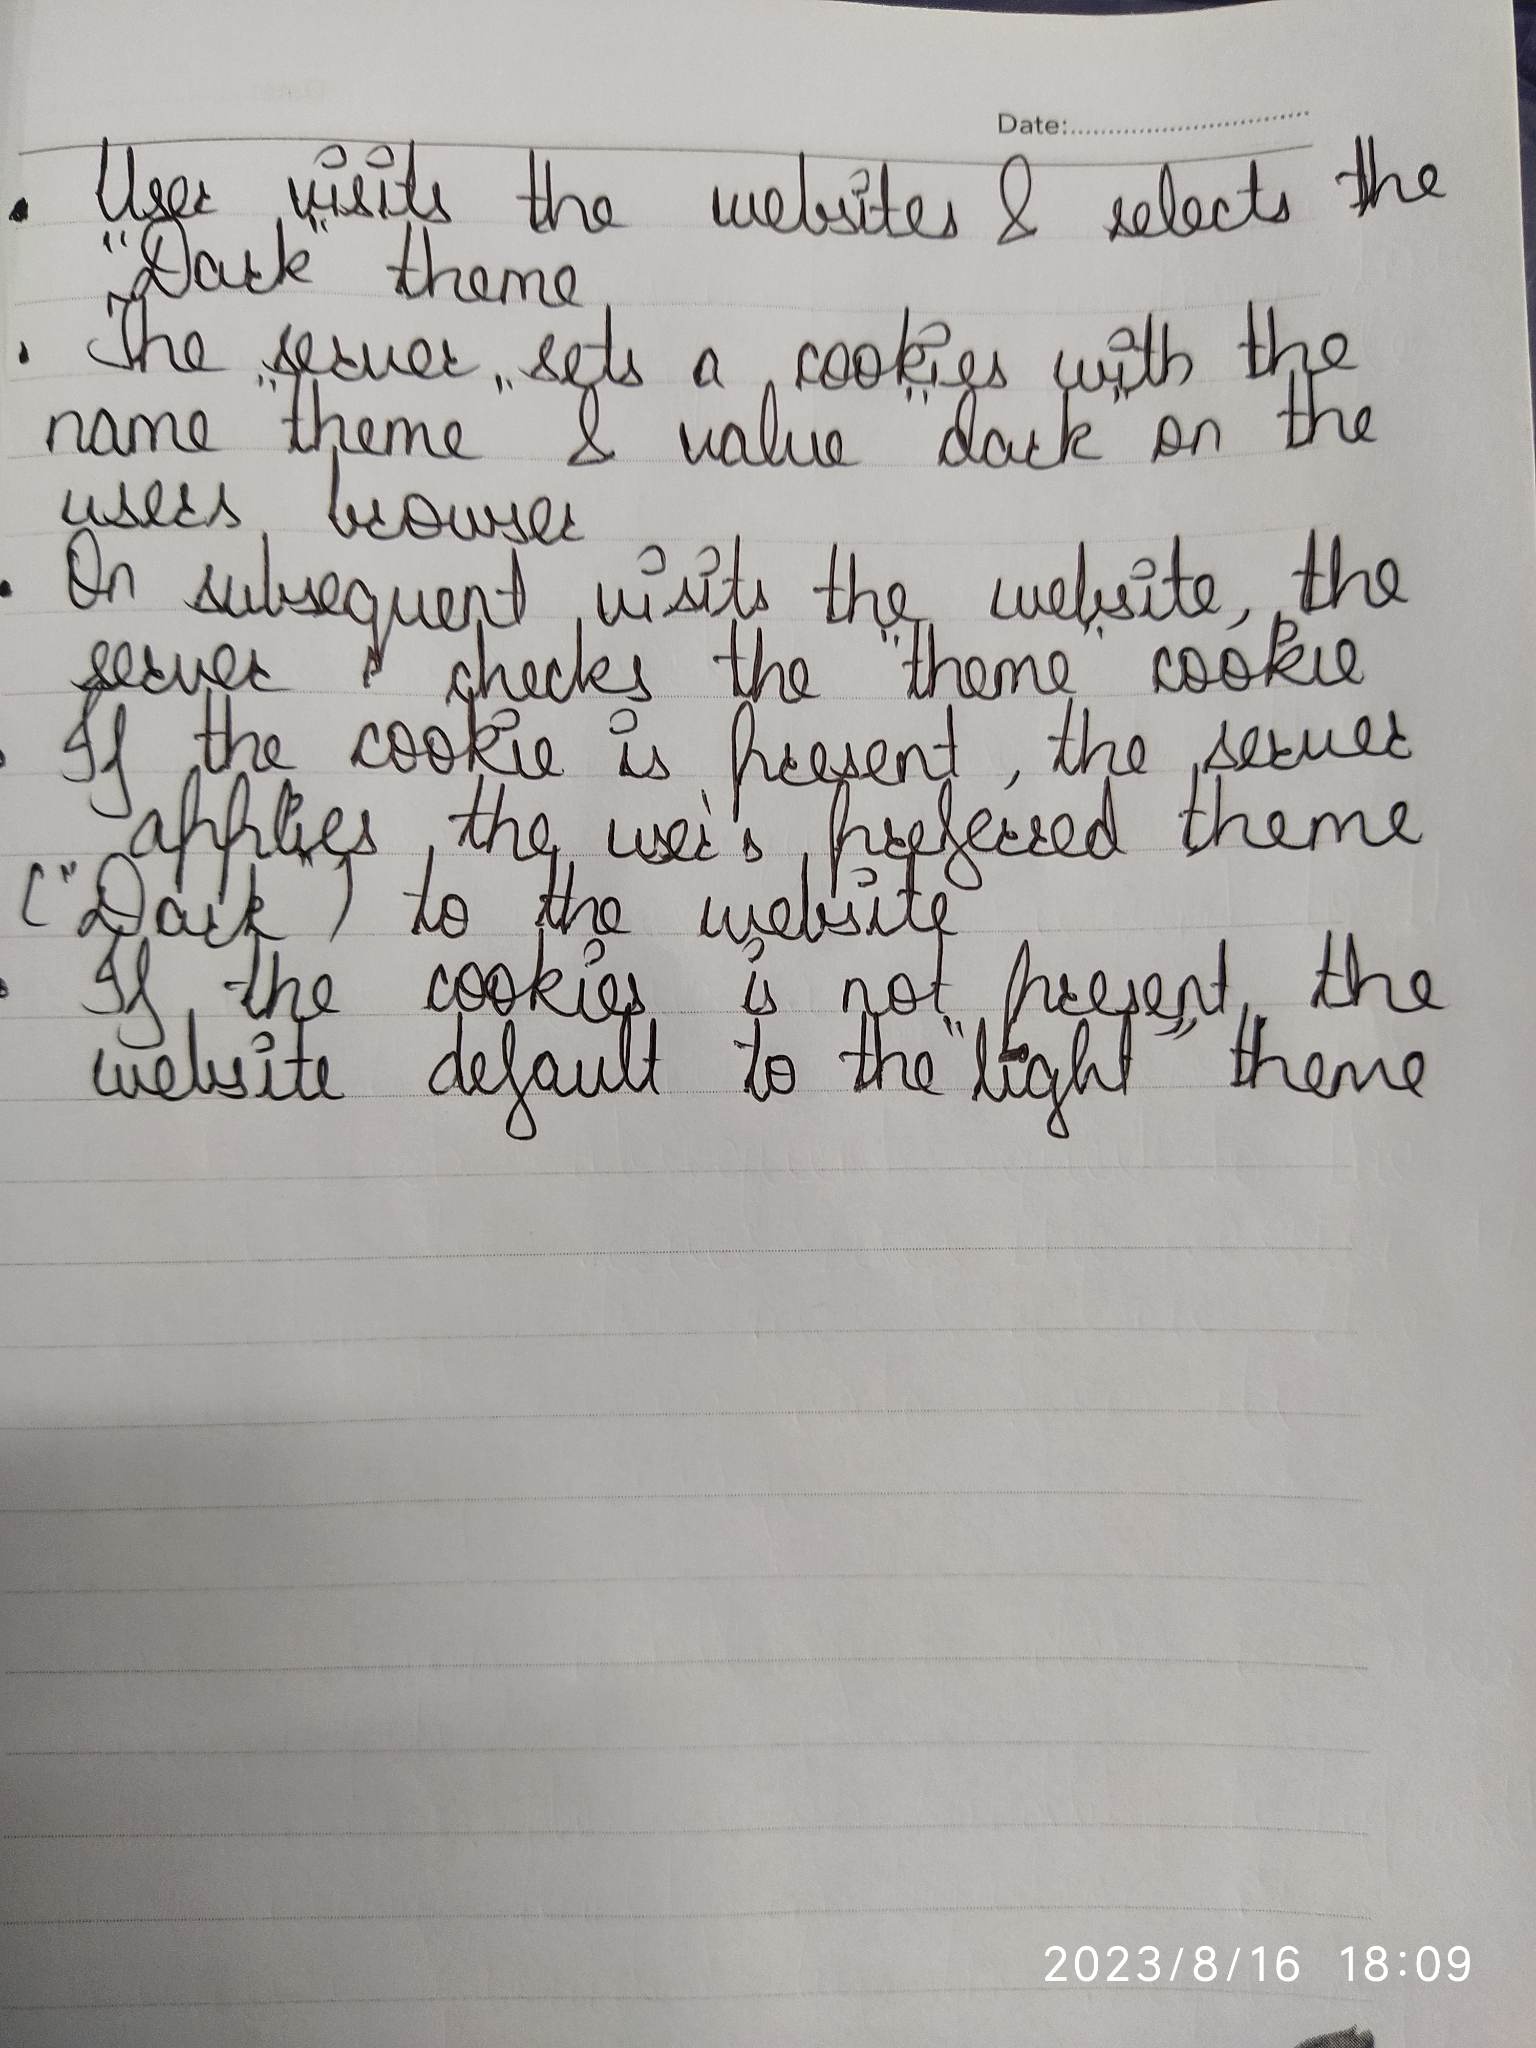 Date:
• User visits the websites & selects the
"Dark" theme
• The server sets a cookies with the
name "theme" & value "dark" on the
users browser
• On subsequent visits the website, the
server checks the "theme" cookie
• If the cookie is present, the server
applies the user's preferred theme
("Dark") to the website
• If the cookies is not present, the
website default to the "light" theme
2023/8/16 18:09